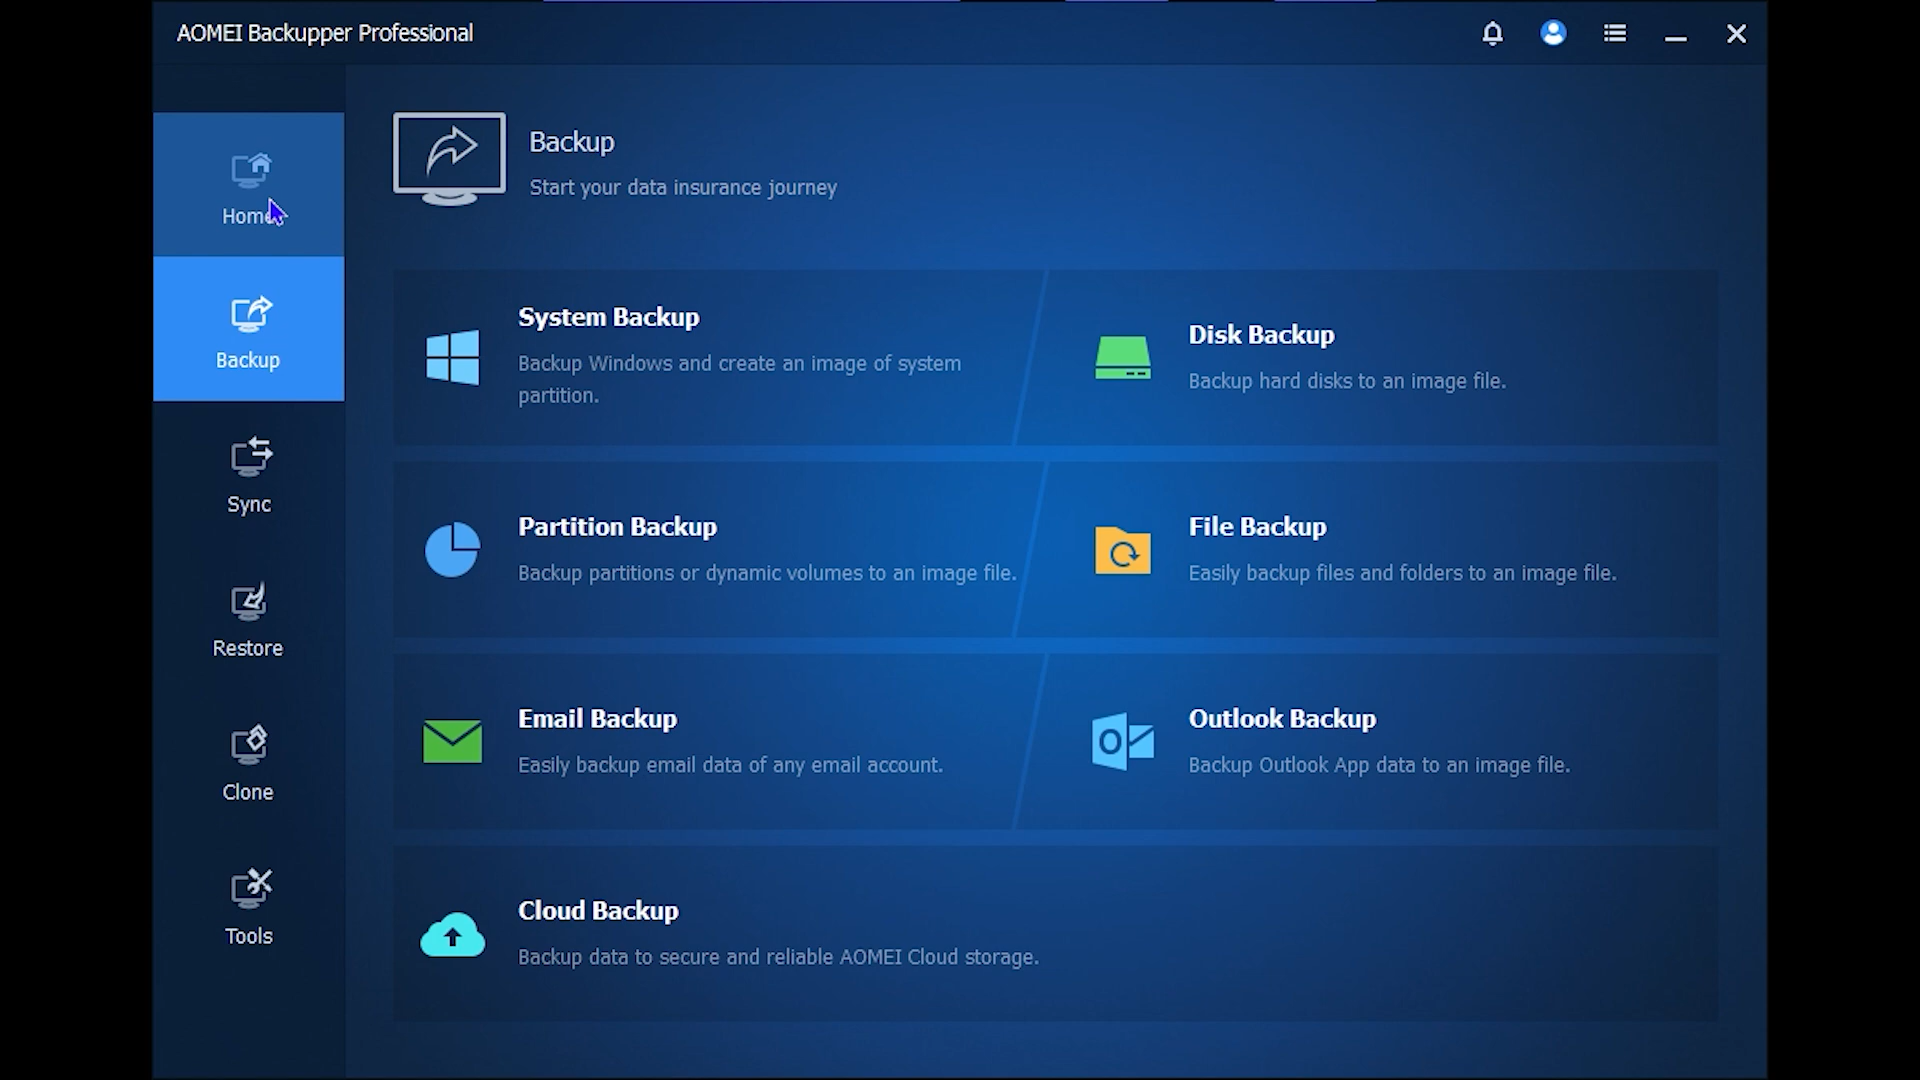 AOMEI Backupper Professional
Home
Backup
Sync
Restore
Clone
Tools
Backup
Start your data insurance journey
System Backup
Backup Windows and create an image of system
partition.
Disk Backup
Backup hard disks to an image file.
Partition Backup
Backup partitions or dynamic volumes to an image file.
File Backup
Easily backup files and folders to an image file.
Email Backup
Easily backup email data of any email account.
Outlook Backup
Backup Outlook App data to an image file.
Cloud Backup
Backup data to secure and reliable AOMEI Cloud storage.